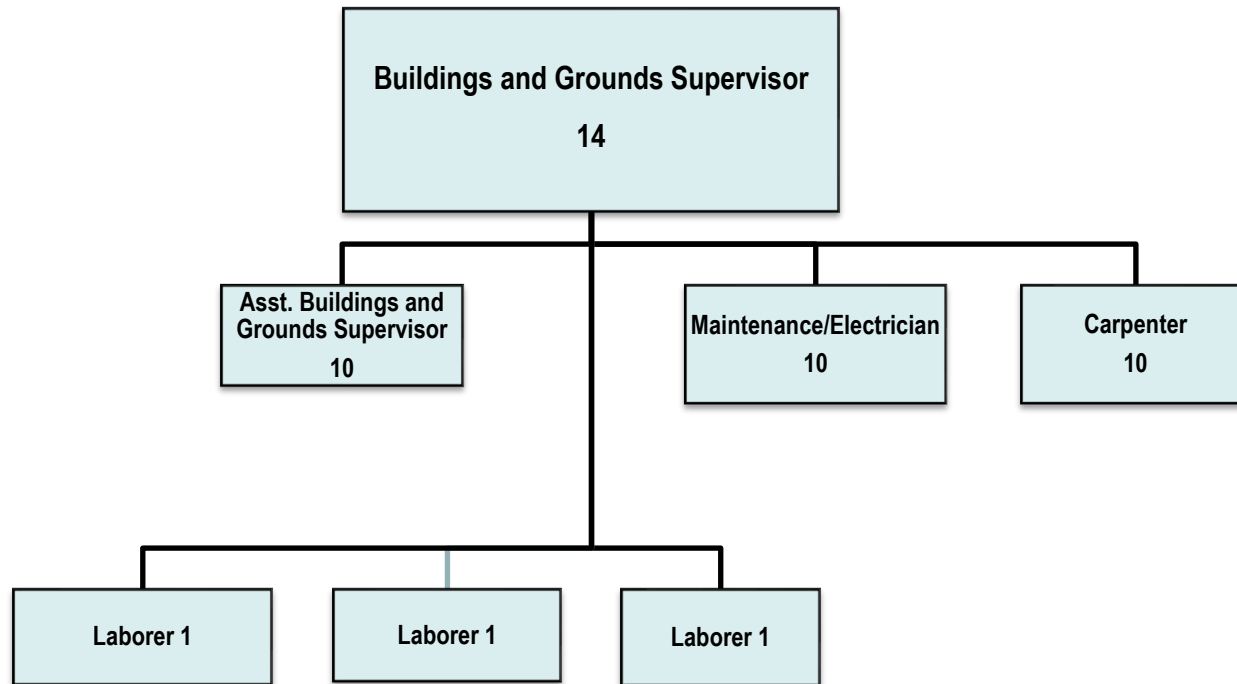 Buildings and Grounds Supervisor
14
Asst. Buildings and
Grounds Supervisor
10
Maintenance/Electrician
10
Carpenter
10
Laborer 1
Laborer 1
Laborer 1